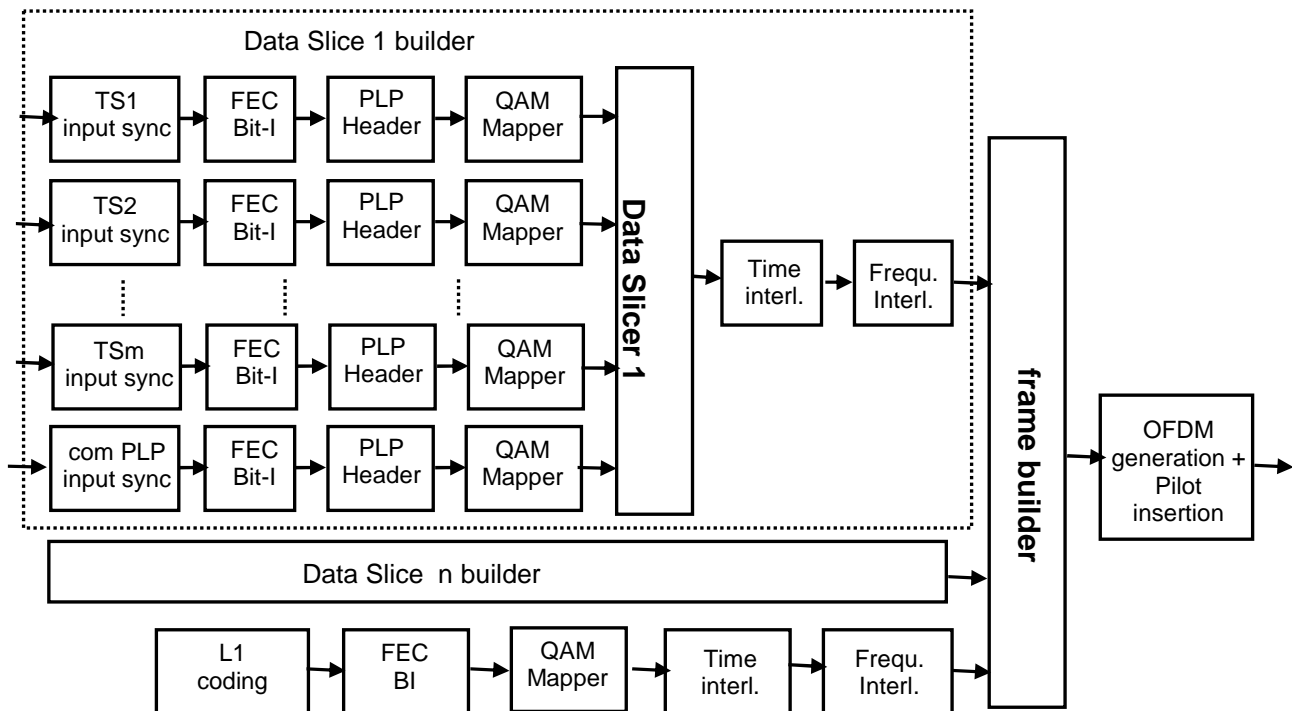 Data Slice 1 builder
TS1
input sync
FEC
Bit-I
PLP
Header
QAM
Mapper
TS2
input sync
FEC
Bit-I
PLP
Header
QAM
Mapper
TSm
input sync
FEC
Bit-I
PLP
Header
QAM
Mapper
com PLP
input sync
FEC
Bit-I
PLP
Header
QAM
Mapper
Data Slicer 1
Time
interl.
Frequ.
Interl.
Data Slice n builder
L1
coding
FEC
BI
QAM
Mapper
Time
interl.
Frequ.
Interl.
frame builder
OFDM
generation +
Pilot
insertion